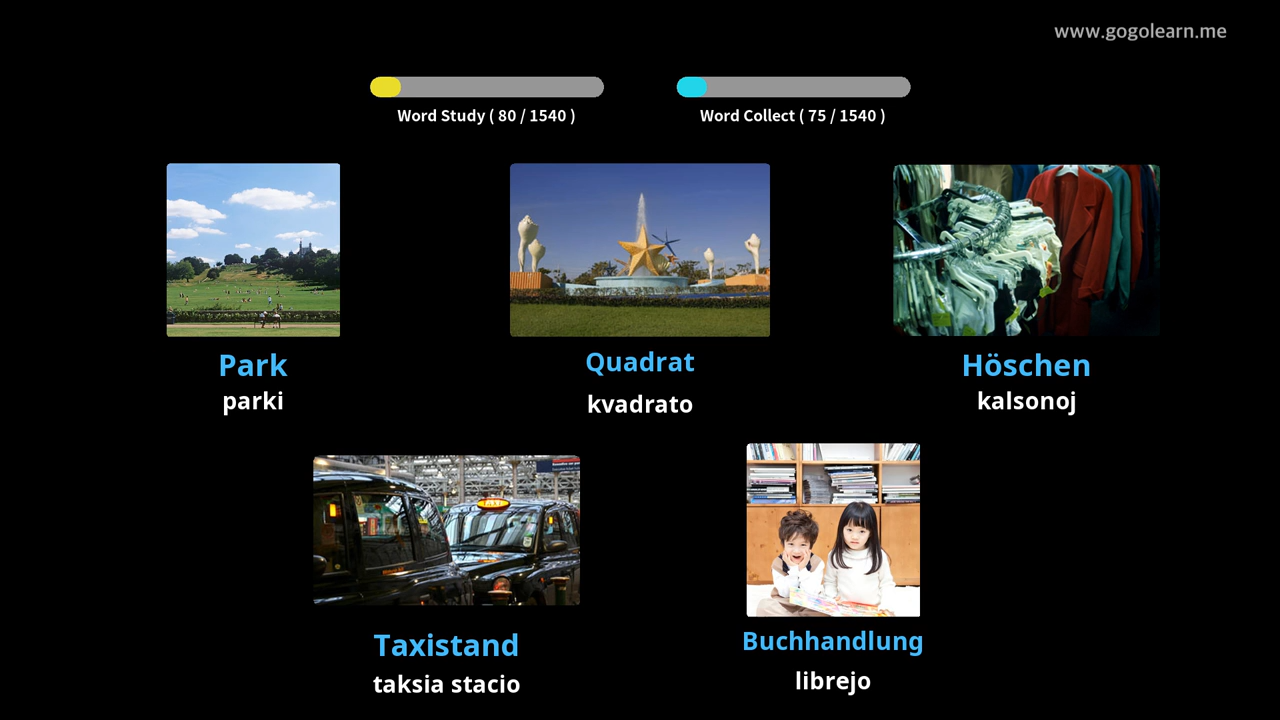 www.gogolearn.me
Word Study ( 80 / 1540 )
Word Collect ( 75 / 1540 )
Park
parki
Quadrat
kvadrato
Höschen
kalsonoj
TAXI
Taxistand
taksia stacio
Buchhandlung
librejo